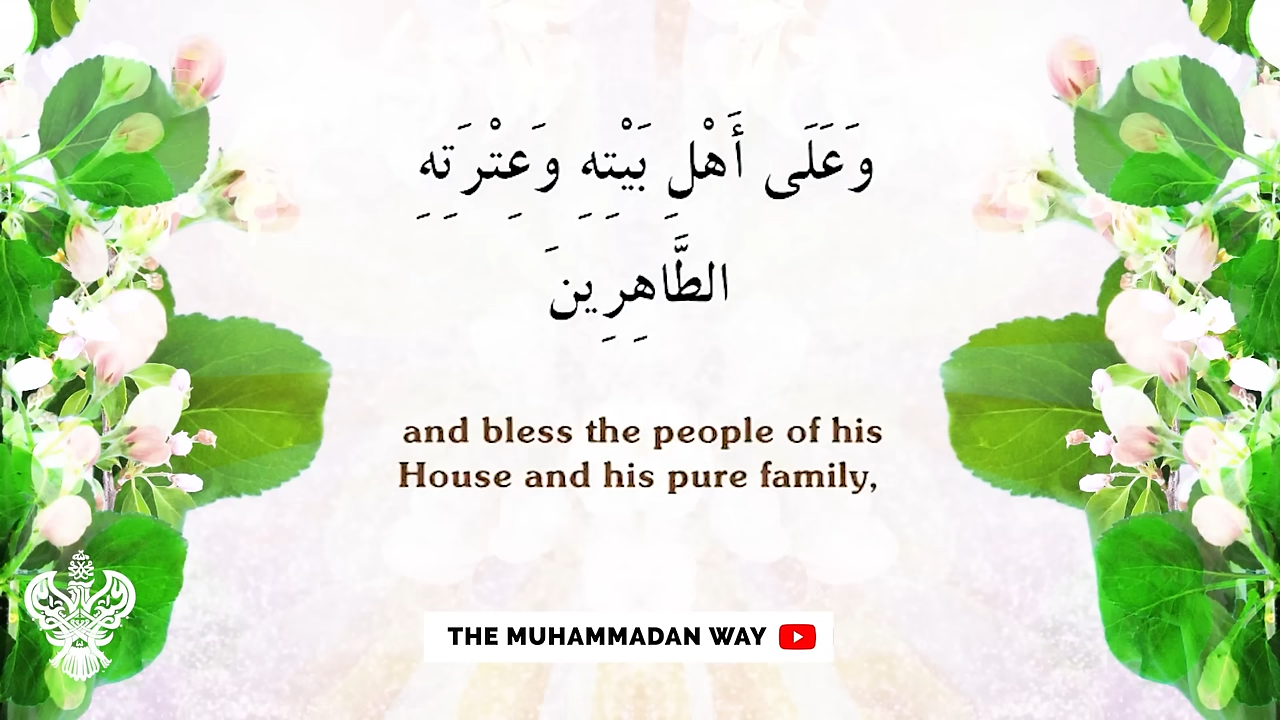 وَعَلَى أَهْلِ بَيْتِهِ وَعِتْرَتِهِ
الطَّاهِرِينَ
and bless the people of his
House and his pure family,
THE MUHAMMADAN WAY